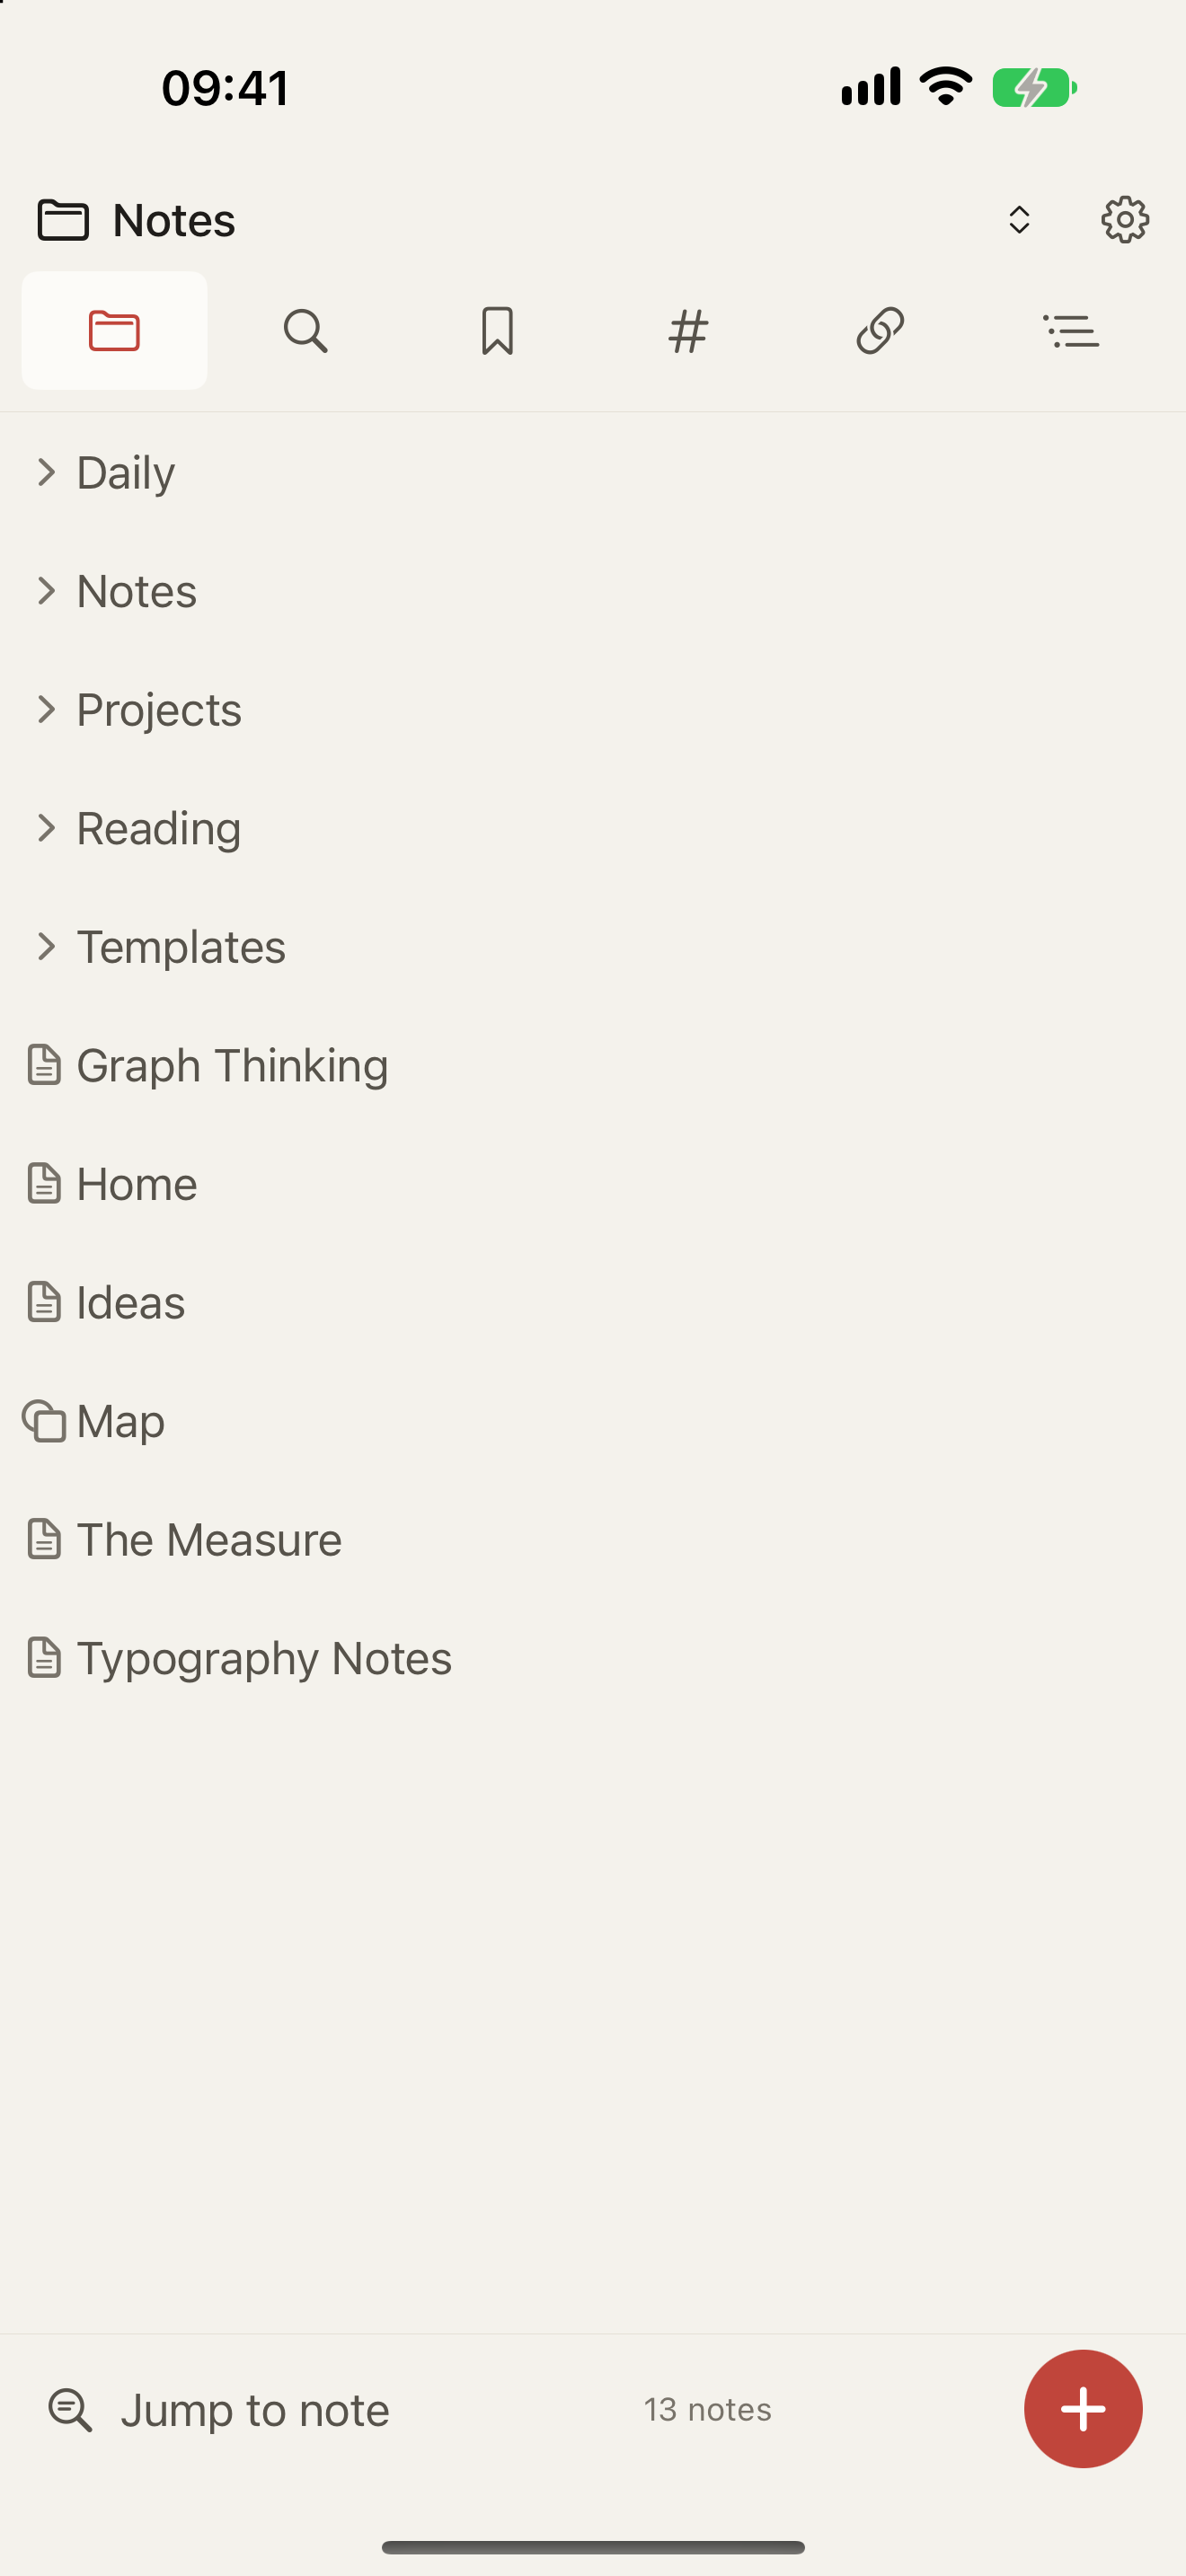 09:41
Notes
Daily
Notes
Projects
Reading
Templates
Graph Thinking
Home
Ideas
Map
The Measure
Typography Notes
Jump to note
13 notes